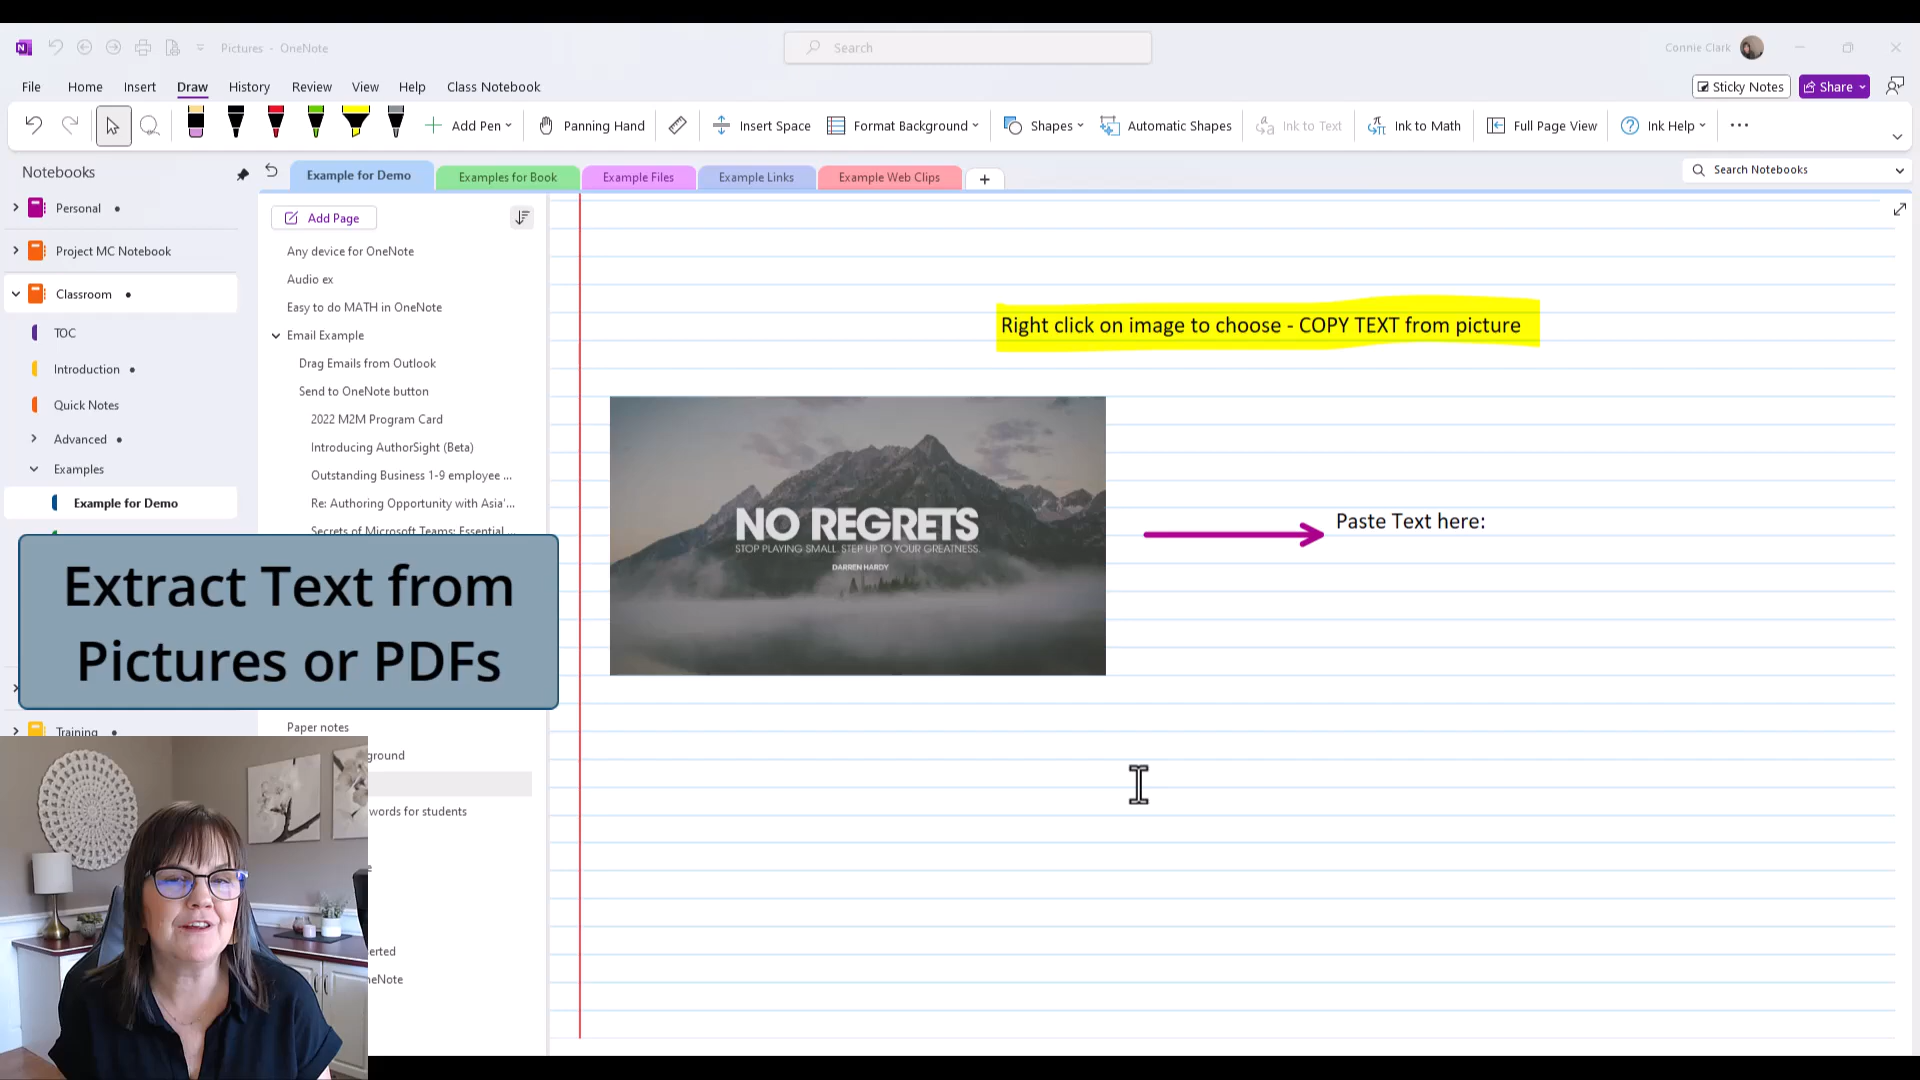 Pictures - OneNote
Search
Connie Clark
File Home Insert Draw History Review View Help Class Notebook
Sticky Notes Share
Add Pen Panning Hand Insert Space Format Background Shapes Automatic Shapes Ink to Text Ink to Math Full Page View Ink Help
Notebooks
Example for Demo Examples for Book Example Files Example Links Example Web Clips
Search Notebooks
Personal
Project MC Notebook
Classroom
TOC
Introduction
Quick Notes
Advanced
Examples
Example for Demo
Training
Add Page
Any device for OneNote
Audio ex
Easy to do MATH in OneNote
Email Example
Drag Emails from Outlook
Send to OneNote button
2022 M2M Program Card
Introducing AuthorSight (Beta)
Outstanding Business 1-9 employee ...
Re: Authoring Opportunity with Asia'...
Secrets of Microsoft Teams: Essential ...
Paper notes
ground
words for students
erted
eNote
Extract Text from
Pictures or PDFs
Right click on image to choose - COPY TEXT from picture
NO REGRETS
STOP PLAYING SMALL. STEP UP TO YOUR GREATNESS.
DARREN HARDY
Paste Text here: